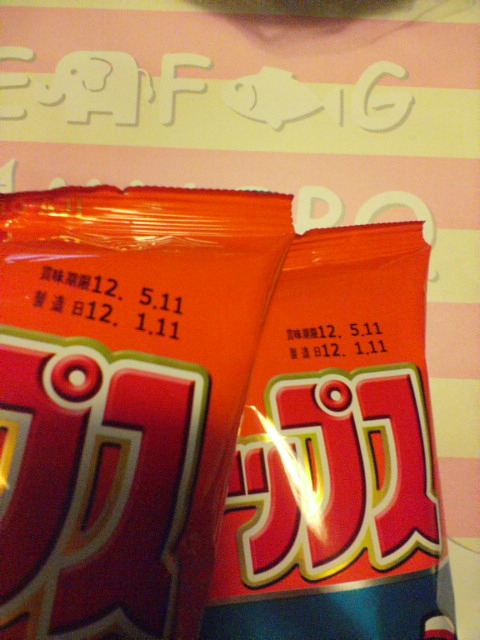 E F G
P Q
賞味期限12. 5.11
製造日12. 1.11
賞味期限12. 5.11
製造日12. 1.11
プス
ップス